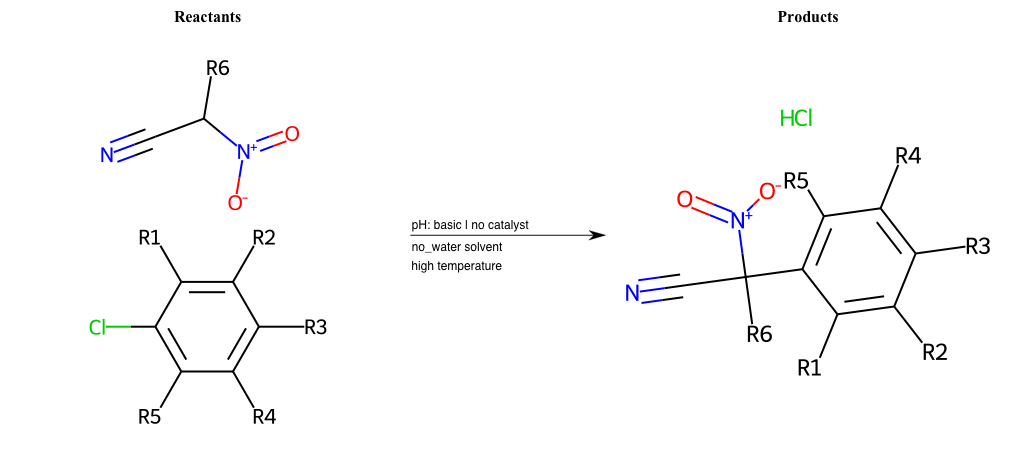 Reactants
Products
R6
N
N+
O
O-
R1
R2
Cl
R3
R5
R4
pH: basic | no catalyst
no_water solvent
high temperature
HCl
R4
O
O-
R5
N+
R3
N
R6
R2
R1